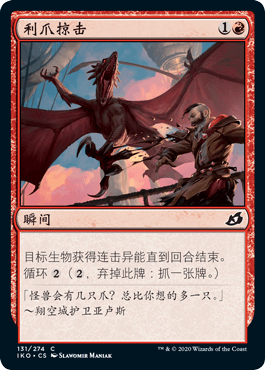 利爪掠击 1
瞬间
目标生物获得连击异能直到回合结束。
循环 2（2，弃掉此牌：抓一张牌。）
「怪兽会有几只爪？总比你想的多一只。」
～翔空城护卫亚卢斯
131/274 C
IKO • CS SLAWOMIR MANIAK
™ & © 2020 Wizards of the Coast